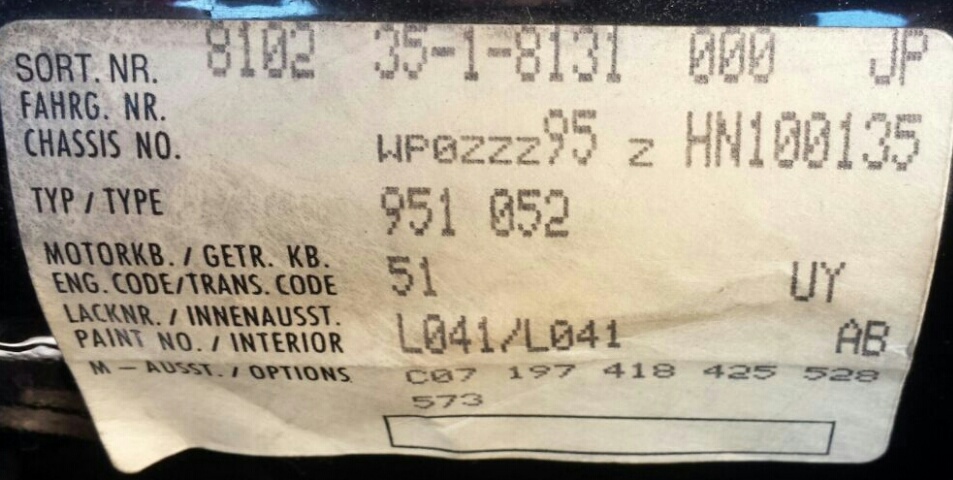 SORT. NR. 8102 35-1-8131 000 JP
FAHRG. NR.
CHASSIS NO. WP0ZZZ95 Z HN100135
TYP / TYPE 951 052
MOTORKB. / GETR. KB.
ENG. CODE/TRANS. CODE 51 UY
LACKNR. / INNENAUSST.
PAINT NO. / INTERIOR L041/L041 AB
M - AUSST. / OPTIONS C07 197 418 425 528
573